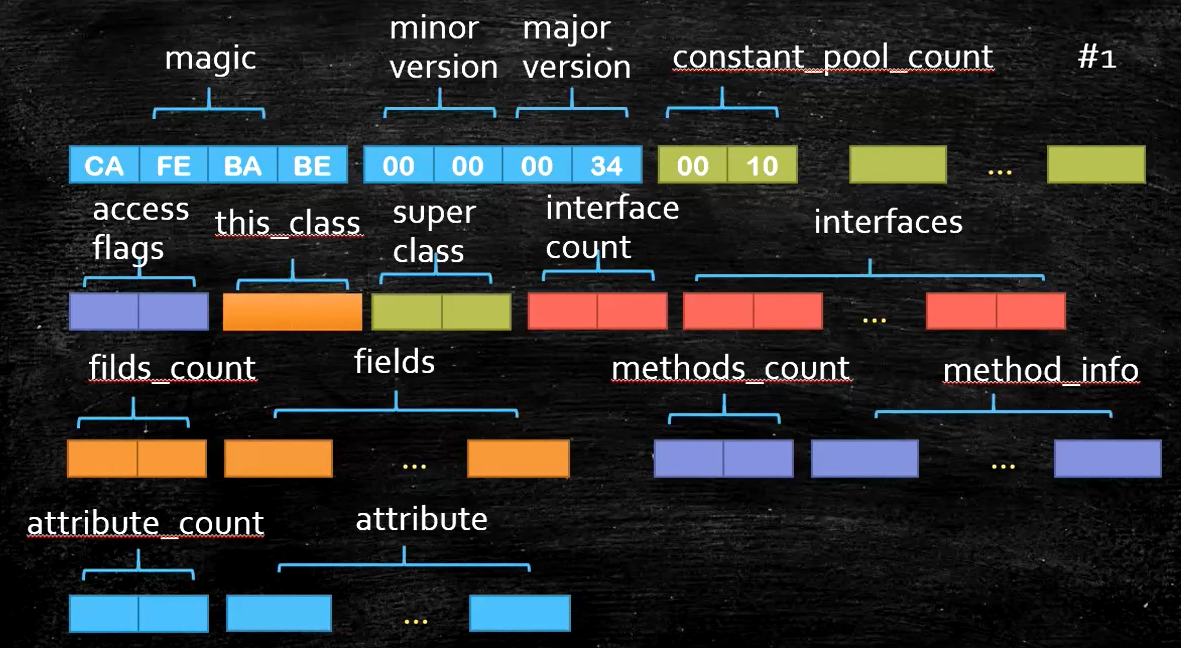 magic
minor
version
major
version
constant_pool_count
#1
CA FE BA BE
00 00 00 34
00 10
...
access
flags
this_class
super
class
interface
count
interfaces
...
filds_count
fields
methods_count
method_info
...
...
attribute_count
attribute
...